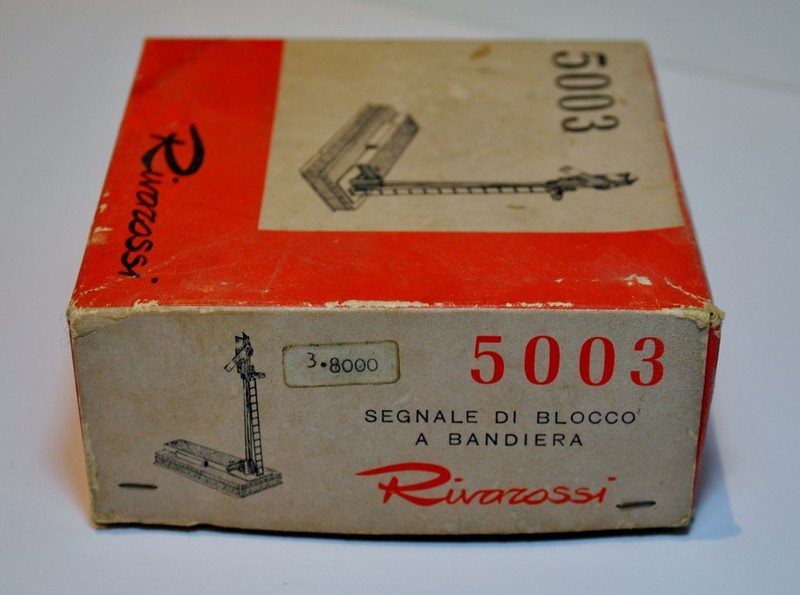 5003
Rivarossi
3.8000
5003
SEGNALE DI BLOCCO
A BANDIERA
Rivarossi